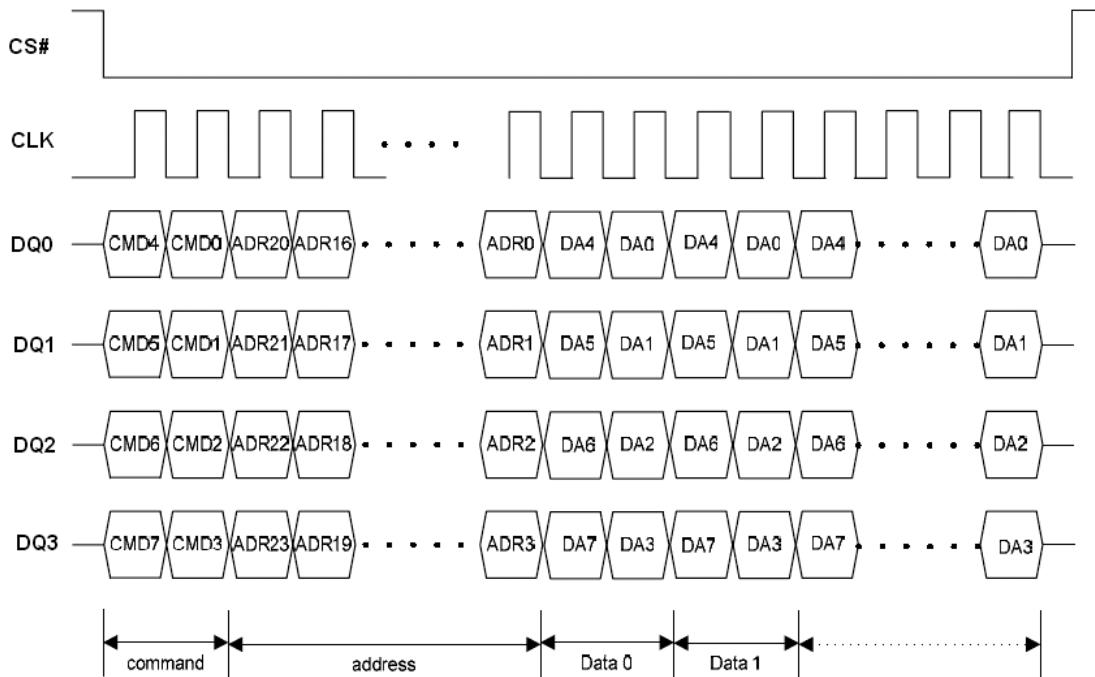 CS#
CLK
DQ0 CMD4 CMD0 ADR20 ADR16 ADR0 DA4 DA0 DA4 DA0 DA4 DA0
DQ1 CMD5 CMD1 ADR21 ADR17 ADR1 DA5 DA1 DA5 DA1 DA5 DA1
DQ2 CMD6 CMD2 ADR22 ADR18 ADR2 DA6 DA2 DA6 DA2 DA6 DA2
DQ3 CMD7 CMD3 ADR23 ADR19 ADR3 DA7 DA3 DA7 DA3 DA7 DA3
command address Data 0 Data 1